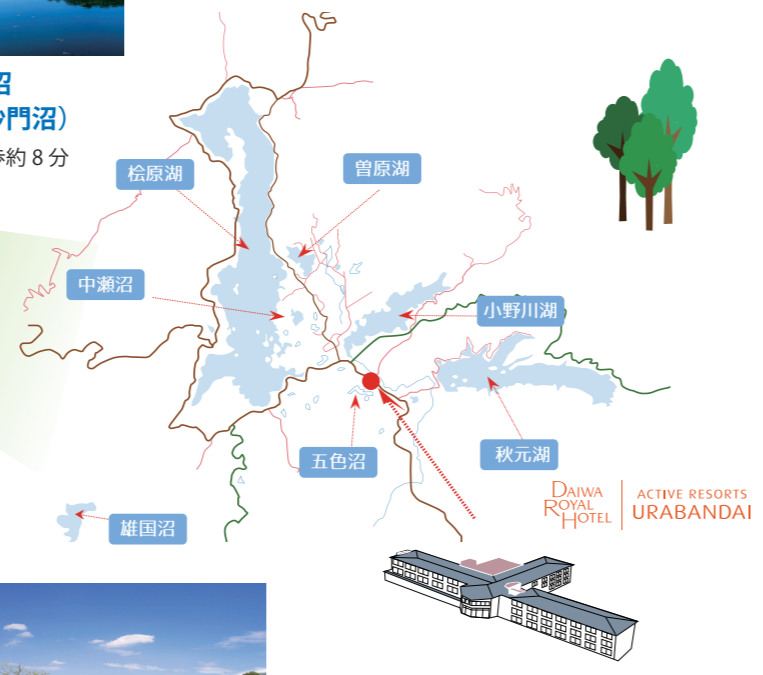 沼
門沼）
約 8 分
桧原湖
曽原湖
中瀬沼
小野川湖
五色沼
秋元湖
雄国沼
DAIWA
ROYAL
HOTEL
ACTIVE RESORTS
URABANDAI